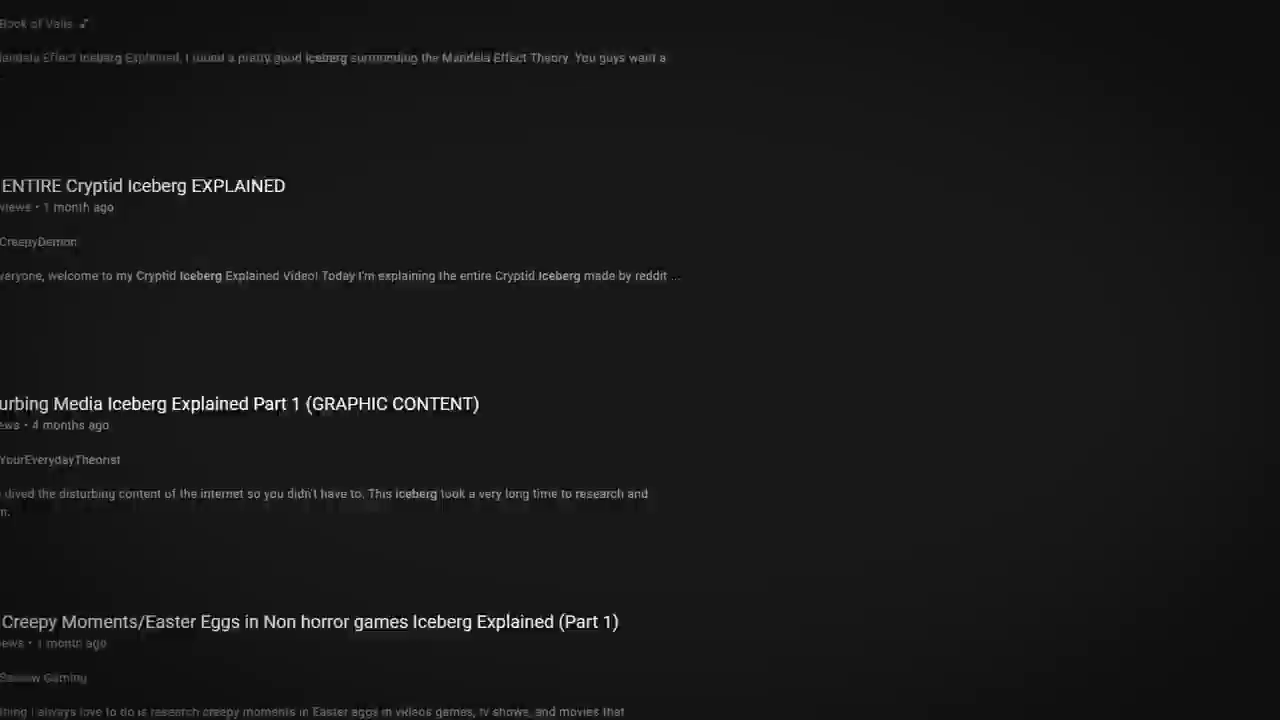 Book of Valis
Mandela Effect Iceberg Explained, I found a pretty good Iceberg surrounding the Mandela Effect Theory. You guys want a
ENTIRE Cryptid Iceberg EXPLAINED
views • 1 month ago
CreepyDemon
veryone, welcome to my Cryptid Iceberg Explained Video! Today I'm explaining the entire Cryptid Iceberg made by reddit ...
urbing Media Iceberg Explained Part 1 (GRAPHIC CONTENT)
ews • 4 months ago
YourEverydayTheorist
dived the disturbing content of the internet so you didn't have to. This iceberg took a very long time to research and
m.
Creepy Moments/Easter Eggs in Non horror games Iceberg Explained (Part 1)
ews • 1 month ago
Gaming
thing I always love to do is research creepy moments in Easter eggs in videos games, tv shows, and movies that